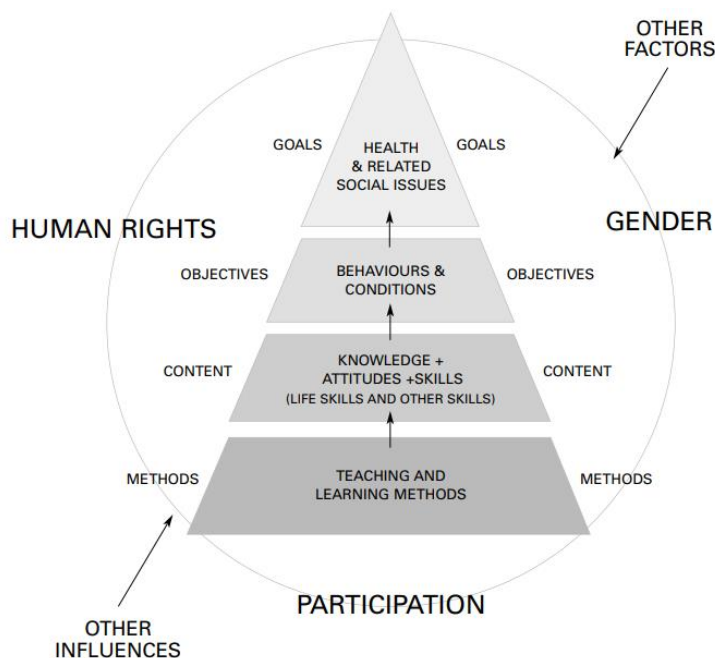 OTHER
FACTORS
GOALS
HEALTH
& RELATED
SOCIAL ISSUES
GOALS
HUMAN RIGHTS
GENDER
OBJECTIVES
BEHAVIOURS &
CONDITIONS
OBJECTIVES
CONTENT
KNOWLEDGE +
ATTITUDES +SKILLS
(LIFE SKILLS AND OTHER SKILLS)
CONTENT
METHODS
TEACHING AND
LEARNING METHODS
METHODS
PARTICIPATION
OTHER
INFLUENCES